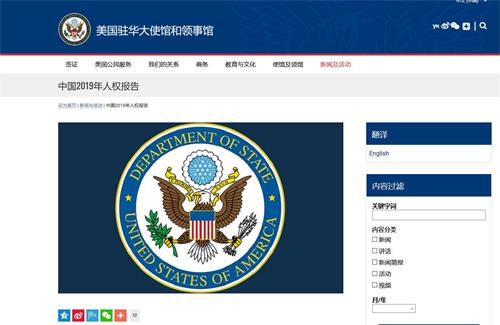 美国驻华大使馆和领事馆
签证
美国公民服务
我们的关系
商务
教育与文化
使馆及领馆
新闻及活动
中国2019年人权报告
设为首页 | 新闻与活动 | 中国2019年人权报告
DEPARTMENT OF STATE
UNITED STATES OF AMERICA
翻译
English
内容过滤
关键字词
内容分类
新闻
讲话
新闻简报
活动
视频
月/年
32